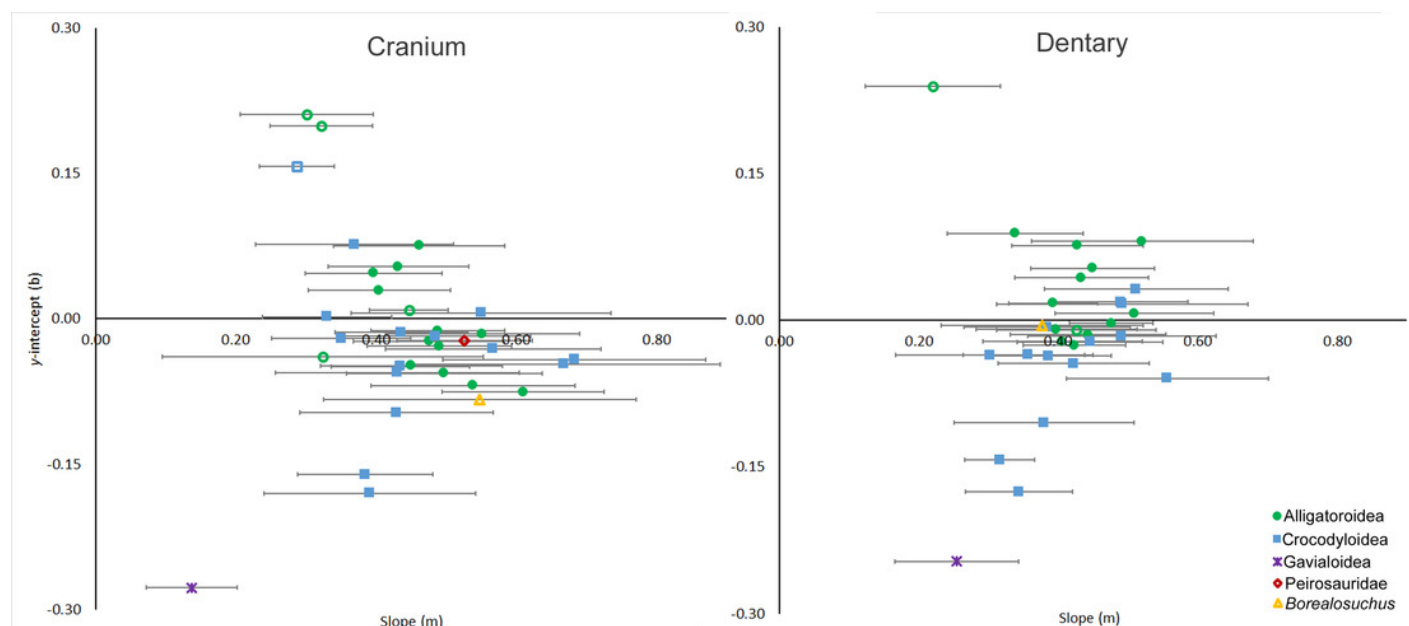 Cranium
0.30
0.15
0.00
-0.15
-0.30
y-intercept (b)
0.00
0.20
0.40
0.60
0.80
Slope (m)
Dentary
0.30
0.15
0.00
-0.15
-0.30
0.00
0.20
0.40
0.60
0.80
Slope (m)
Alligatoroidea
Crocodyloidea
Gavialoidea
Peirosauridae
Borealosuchus